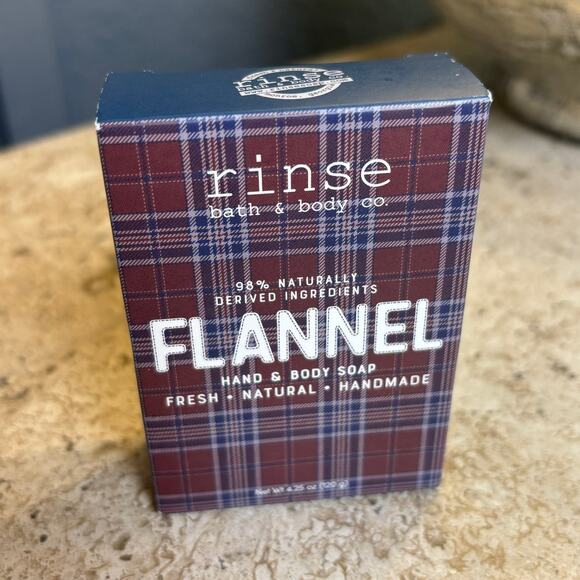 rinse
rinse
bath & body co.
98% NATURALLY
DERIVED INGREDIENTS
FLANNEL
HAND & BODY SOAP
FRESH • NATURAL • HANDMADE
Net Wt 4.25 oz (120 g)